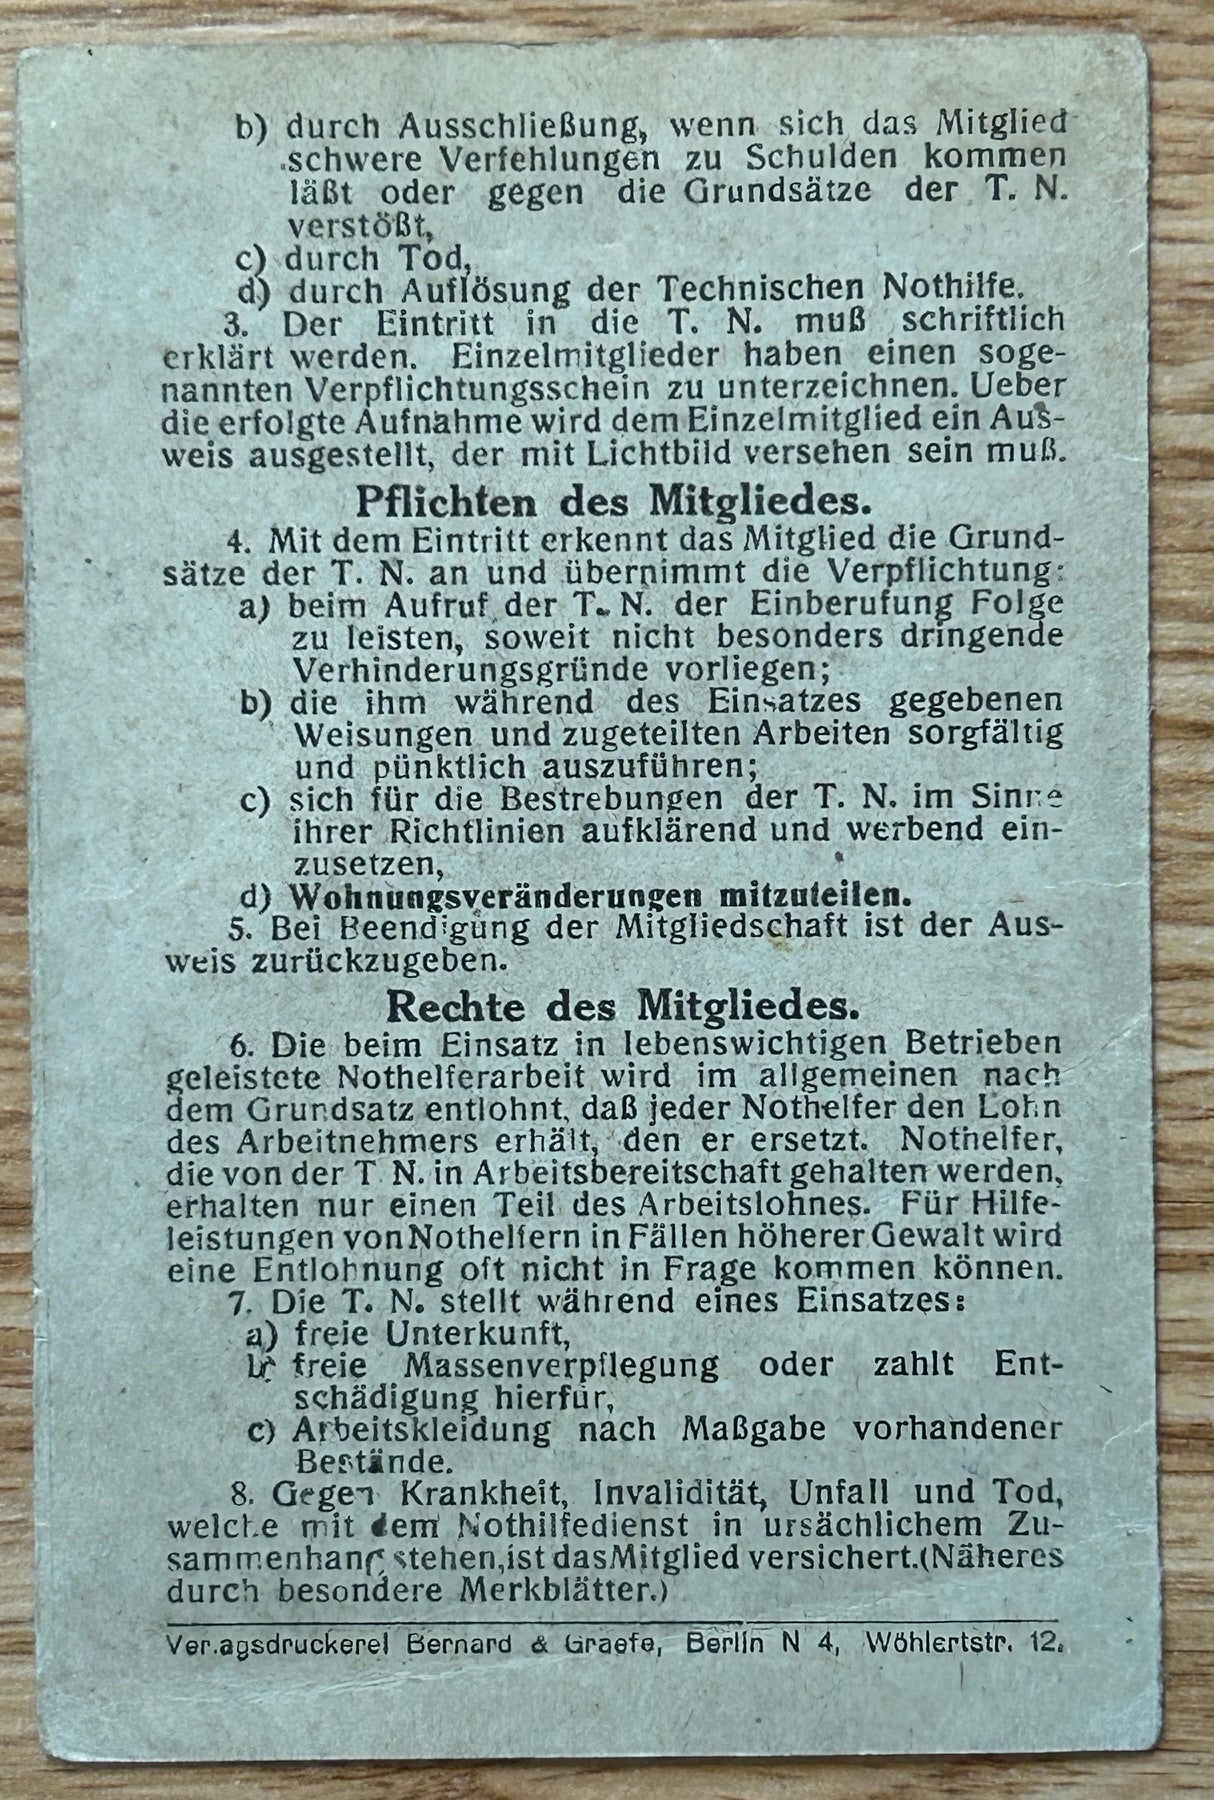 b) durch Ausschließung, wenn sich das Mitglied
schwere Verfehlungen zu Schulden kommen
läßt oder gegen die Grundsätze der T. N.
verstößt,
c) durch Tod,
d) durch Auflösung der Technischen Nothilfe.
3. Der Eintritt in die T. N. muß schriftlich
erklärt werden. Einzelmitglieder haben einen soge-
nannten Verpflichtungsschein zu unterzeichnen. Ueber
die erfolgte Aufnahme wird dem Einzelmitglied ein Aus-
weis ausgestellt, der mit Lichtbild versehen sein muß.
Pflichten des Mitgliedes.
4. Mit dem Eintritt erkennt das Mitglied die Grund-
sätze der T. N. an und übernimmt die Verpflichtung:
a) beim Aufruf der T. N. der Einberufung Folge
zu leisten, soweit nicht besonders dringende
Verhinderungsgründe vorliegen;
b) die ihm während des Einsatzes gegebenen
Weisungen und zugeteilten Arbeiten sorgfältig
und pünktlich auszuführen;
c) sich für die Bestrebungen der T. N. im Sinne
ihrer Richtlinien aufklärend und werbend ein-
zusetzen,
d) Wohnungsveränderungen mitzuteilen.
5. Bei Beendigung der Mitgliedschaft ist der Aus-
weis zurückzugeben.
Rechte des Mitgliedes.
6. Die beim Einsatz in lebenswichtigen Betrieben
geleistete Nothelferarbeit wird im allgemeinen nach
dem Grundsatz entlohnt, daß jeder Nothelfer den Lohn
des Arbeitnehmers erhält, den er ersetzt. Nothelfer,
die von der T N. in Arbeitsbereitschaft gehalten werden,
erhalten nur einen Teil des Arbeitslohnes. Für Hilfe-
leistungen von Nothelfern in Fällen höherer Gewalt wird
eine Entlohnung oft nicht in Frage kommen können.
7. Die T. N. stellt während eines Einsatzes:
a) freie Unterkunft,
b) freie Massenverpflegung oder zahlt Ent-
schädigung hierfür,
c) Arbeitskleidung nach Maßgabe vorhandener
Bestände.
8. Gegen Krankheit, Invalidität, Unfall und Tod,
welche mit dem Nothilfedienst in ursächlichem Zu-
sammenhang stehen, ist das Mitglied versichert. (Näheres
durch besondere Merkblätter.)
Verlagsdruckerei Bernard & Graefe, Berlin N 4, Wöhlertstr. 12.